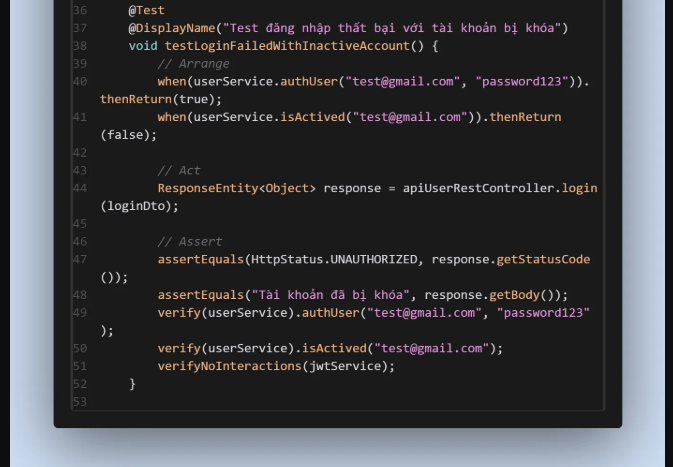 36 @Test
37 @DisplayName("Test đăng nhập thất bại với tài khoản bị khóa")
38 void testLoginFailedWithInactiveAccount() {
39 // Arrange
40 when(userService.authUser("test@gmail.com", "password123")).
thenReturn(true);
41 when(userService.isActived("test@gmail.com")).thenReturn
(false);
42
43 // Act
44 ResponseEntity<Object> response = apiUserRestController.login
(loginDto);
45
46 // Assert
47 assertEquals(HttpStatus.UNAUTHORIZED, response.getStatusCode
());
48 assertEquals("Tài khoản đã bị khóa", response.getBody());
49 verify(userService).authUser("test@gmail.com", "password123"
);
50 verify(userService).isActived("test@gmail.com");
51 verifyNoInteractions(jwtService);
52 }
53